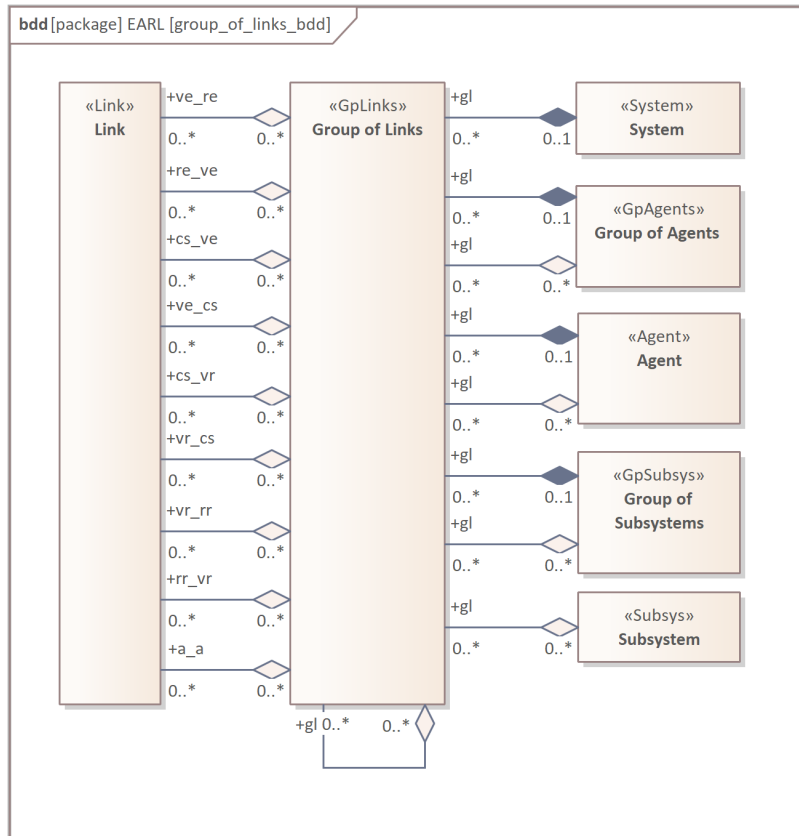 bdd [package] EARL [group_of_links_bdd]
«Link»
Link
+ve_re
0..* 0..*
+re_ve
0..* 0..*
+cs_ve
0..* 0..*
+ve_cs
0..* 0..*
+cs_vr
0..* 0..*
+vr_cs
0..* 0..*
+vr_rr
0..* 0..*
+rr_vr
0..* 0..*
+a_a
0..* 0..*
«GpLinks»
Group of Links
+gl 0..* 0..*
+gl
0..* 0..1
«System»
System
+gl
0..* 0..1
+gl
0..* 0..*
«GpAgents»
Group of Agents
+gl
0..* 0..1
+gl
0..* 0..*
«Agent»
Agent
+gl
0..* 0..1
+gl
0..* 0..*
«GpSubsys»
Group of
Subsystems
+gl
0..* 0..*
«Subsys»
Subsystem